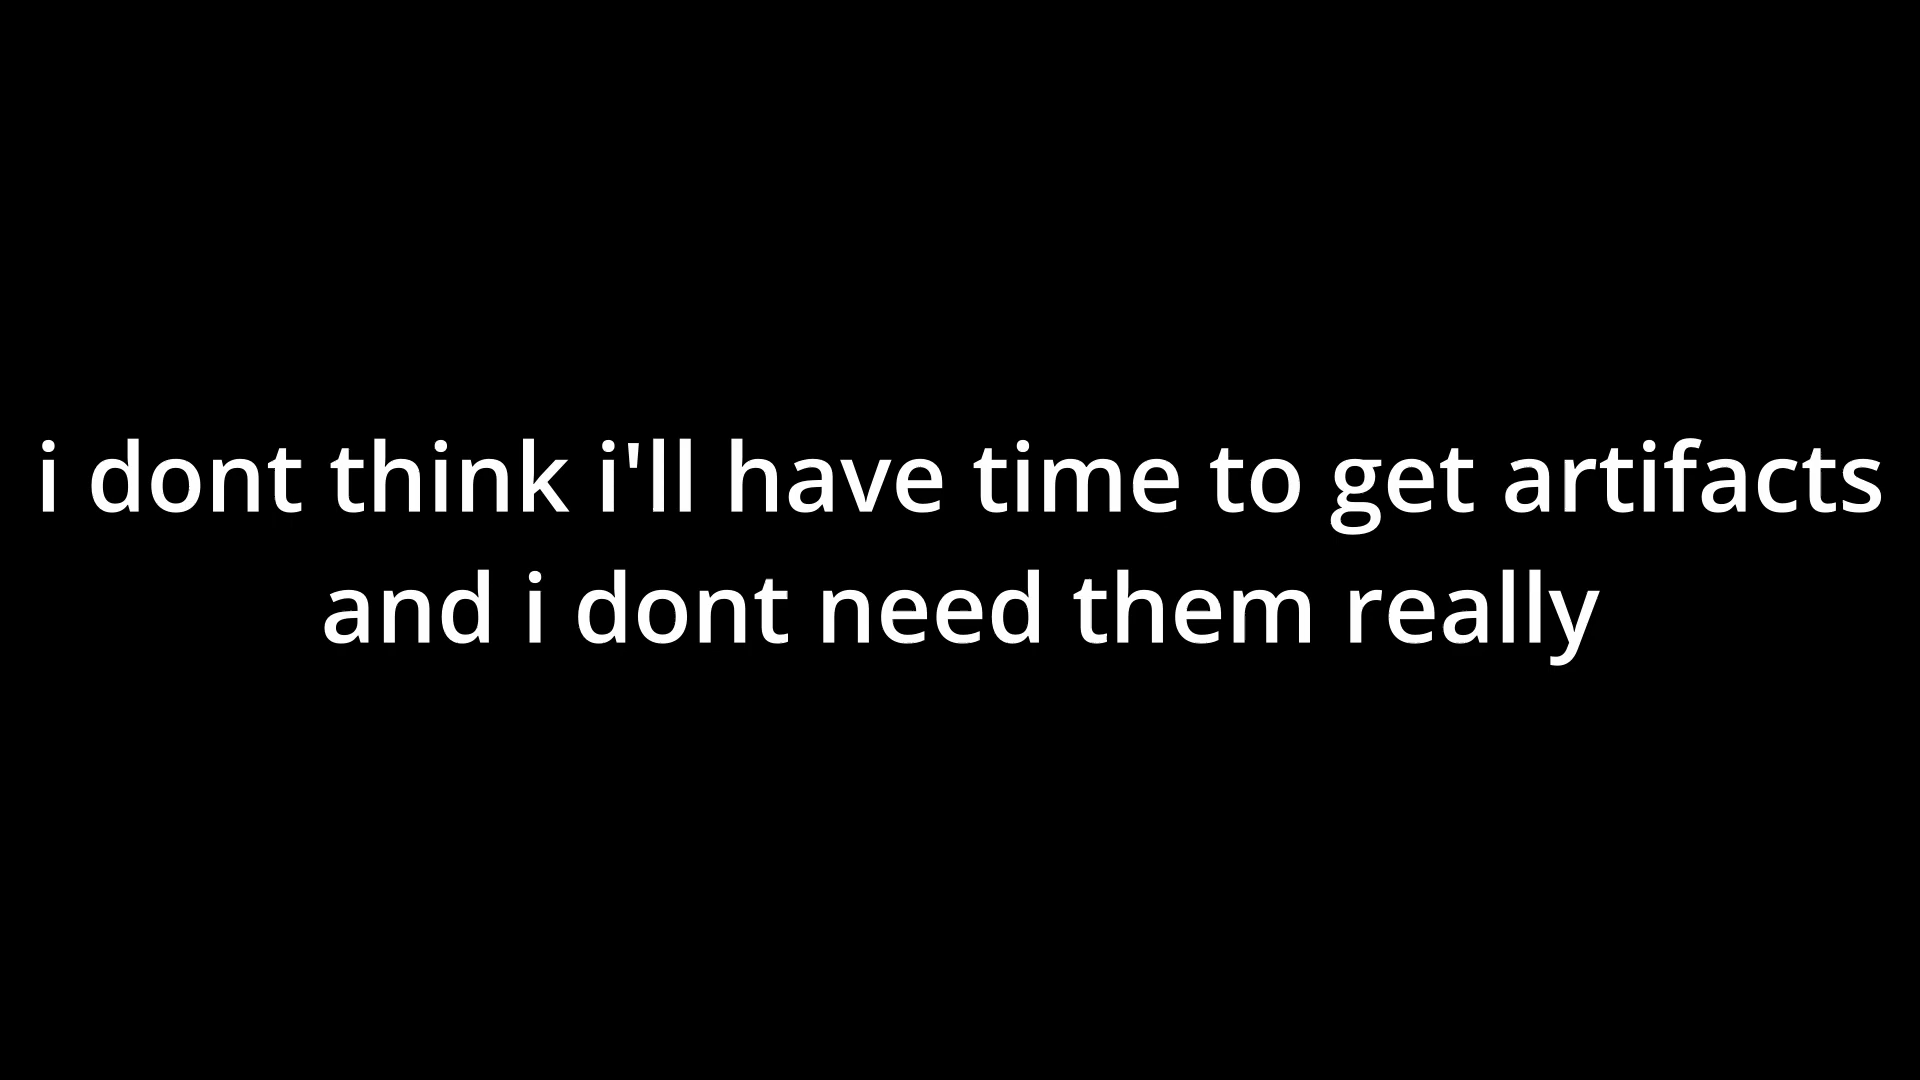 i dont think i'll have time to get artifacts
and i dont need them really